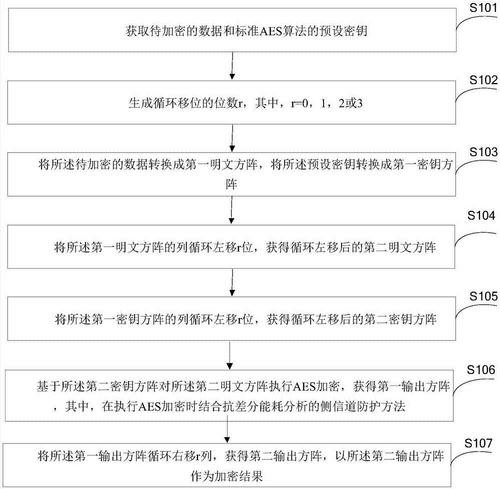 S101
获取待加密的数据和标准AES算法的预设密钥
S102
生成循环移位的位数r，其中，r=0，1，2或3
S103
将所述待加密的数据转换成第一明文方阵，将所述预设密钥转换成第一密钥方
阵
S104
将所述第一明文方阵的列循环左移r位，获得循环左移后的第二明文方阵
S105
将所述第一密钥方阵的列循环左移r位，获得循环左移后的第二密钥方阵
S106
基于所述第二密钥方阵对所述第二明文方阵执行AES加密，获得第一输出方阵
，其中，在执行AES加密时结合抗差分能耗分析的侧信道防护方法
S107
将所述第一输出方阵循环右移r列，获得第二输出方阵，以所述第二输出方阵
作为加密结果